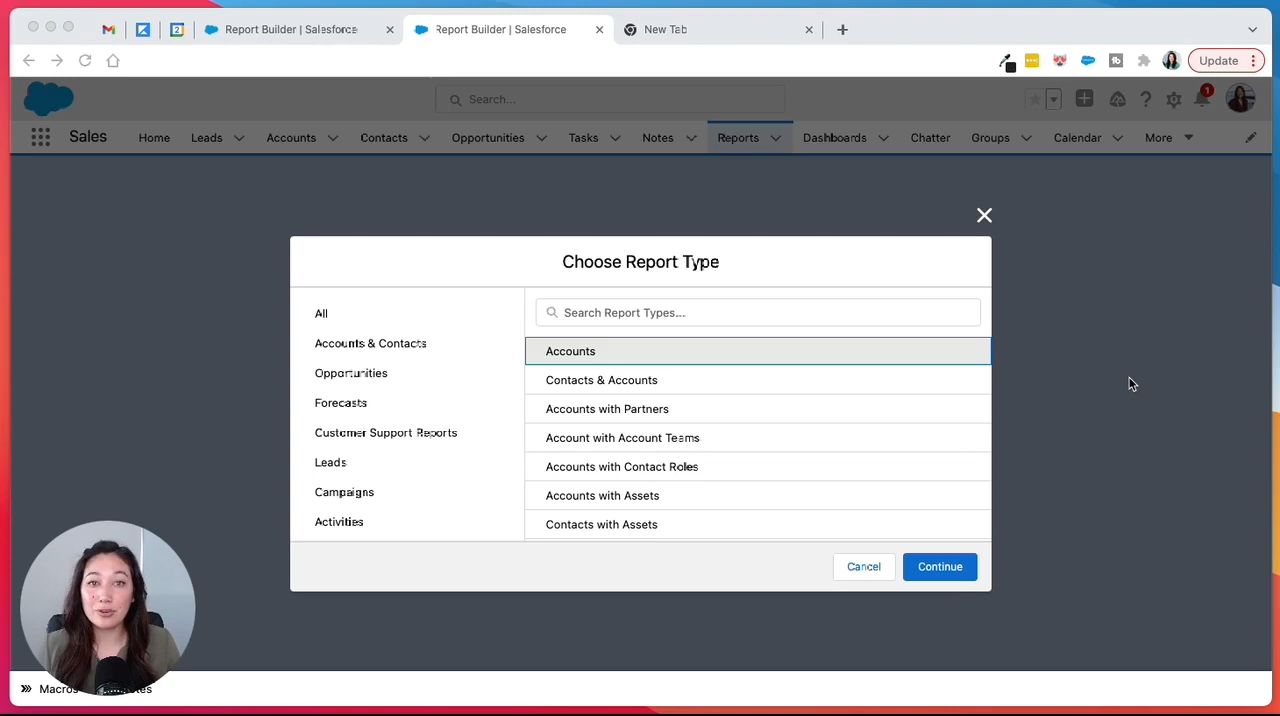 Report Builder | Salesforce
Report Builder | Salesforce
New Tab
Update
Search...
1
Sales
Home
Leads
Accounts
Contacts
Opportunities
Tasks
Notes
Reports
Dashboards
Chatter
Groups
Calendar
More
Choose Report Type
All
Accounts & Contacts
Opportunities
Forecasts
Customer Support Reports
Leads
Campaigns
Activities
Search Report Types...
Accounts
Contacts & Accounts
Accounts with Partners
Account with Account Teams
Accounts with Contact Roles
Accounts with Assets
Contacts with Assets
Cancel
Continue
Macros